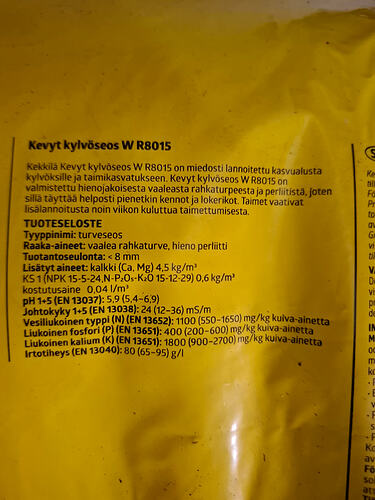 Kevyt kylvöseos W R8015
Kekkilä Kevyt kylvöseos W R8015 on miedosti lannoitettu kasvualusta
kylvöksille ja taimikasvatukseen. Kevyt kylvöseos W R8015 on
valmistettu hienojakoisesta vaaleasta rahkaturpeesta ja perliitistä, joten
sillä täyttää helposti pienetkin kennot ja lokerikot. Taimet vaativat
lisälannoitusta noin viikon kuluttua taimettumisesta.
TUOTESELOSTE
Tyyppinimi: turveseos
Raaka-aineet: vaalea rahkaturve, hieno perliitti
Tuotantoseulonta: < 8 mm
Lisätyt aineet: kalkki (Ca, Mg) 4,5 kg/m³
KS 1 (NPK 15-5-24,N-P₂O₅-K₂O 15-12-29) 0,6 kg/m³
kostutusaine 0,04 l/m³
pH 1+5 (EN 13037): 5,9 (5,4–6,9)
Johtokyky 1+5 (EN 13038): 24 (12–36) mS/m
Vesiliukoinen typpi (N) (EN 13652): 1100 (550–1650) mg/kg kuiva-ainetta
Liukoinen fosfori (P) (EN 13651): 400 (200–600) mg/kg kuiva-ainetta
Liukoinen kalium (K) (EN 13651): 1800 (900–2700) mg/kg kuiva-ainetta
Irtotiheys (EN 13040): 80 (65–95) g/l